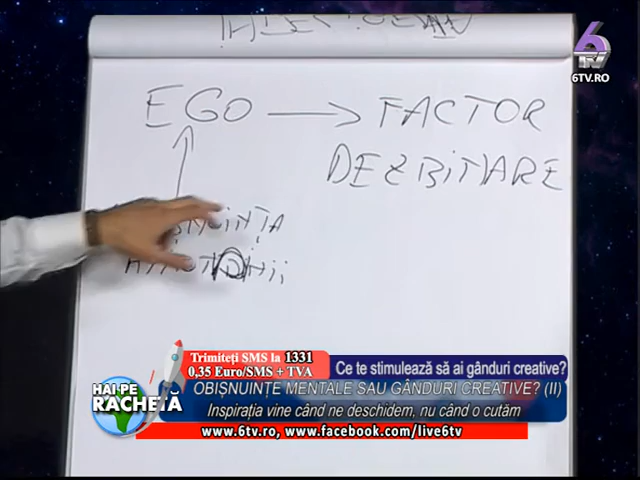 6
TV
6TV.RO
EGO → FACTOR
DEZBINARE
Trimiteți SMS la 1331
0,35 Euro/SMS + TVA
Ce te stimulează să ai gânduri creative?
HAI PE
RACHETĂ
OBIȘNUINȚE MENTALE SAU GÂNDURI CREATIVE? (II)
Inspirația vine când ne deschidem, nu când o cutăm
www.6tv.ro, www.facebook.com/live6tv